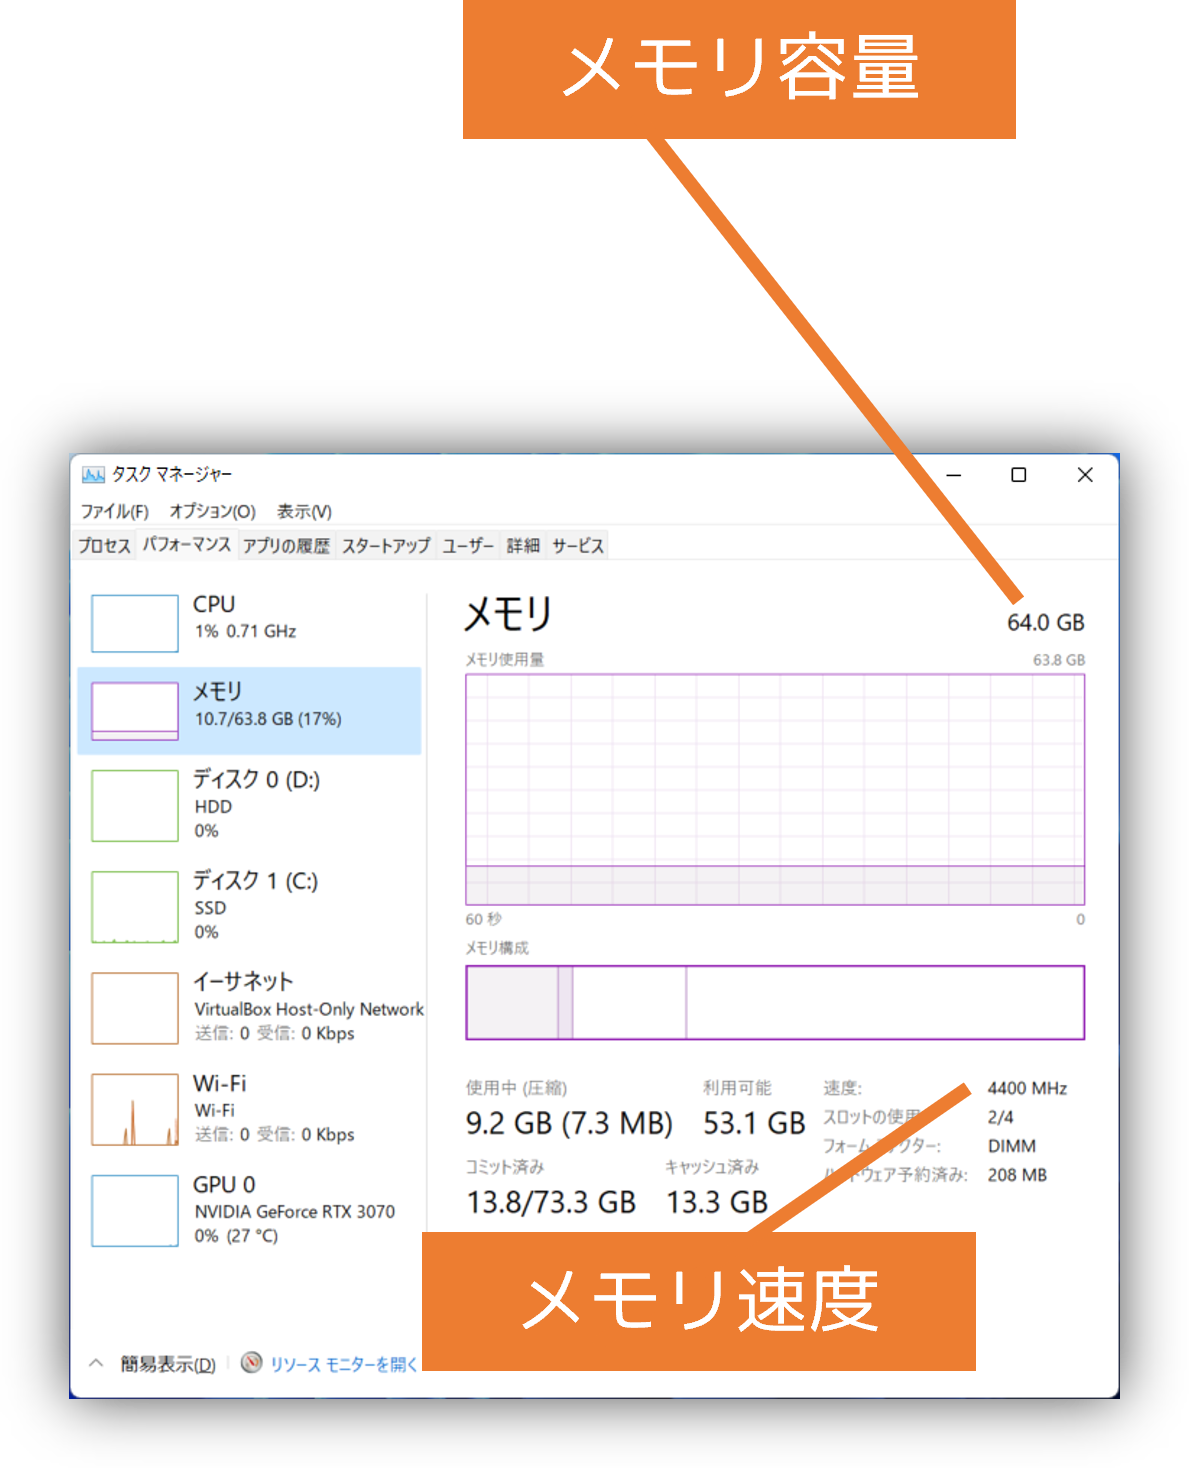 メモリ容量
タスク マネージャー
ファイル(F) オプション(O) 表示(V)
プロセス パフォーマンス アプリの履歴 スタートアップ ユーザー 詳細 サービス
CPU
1% 0.71 GHz
メモリ
10.7/63.8 GB (17%)
ディスク 0 (D:)
HDD
0%
ディスク 1 (C:)
SSD
0%
イーサネット
VirtualBox Host-Only Network
送信: 0 受信: 0 Kbps
Wi-Fi
Wi-Fi
送信: 0 受信: 0 Kbps
GPU 0
NVIDIA GeForce RTX 3070
0% (27 °C)
メモリ
64.0 GB
メモリ使用量
63.8 GB
60 秒
0
メモリ構成
使用中 (圧縮)
9.2 GB (7.3 MB)
利用可能
53.1 GB
コミット済み
13.8/73.3 GB
キャッシュ済み
13.3 GB
速度: 4400 MHz
スロットの使用 2/4
フォーム ファクター: DIMM
ハードウェア予約済み: 208 MB
メモリ速度
簡易表示(D)
リソース モニターを開く